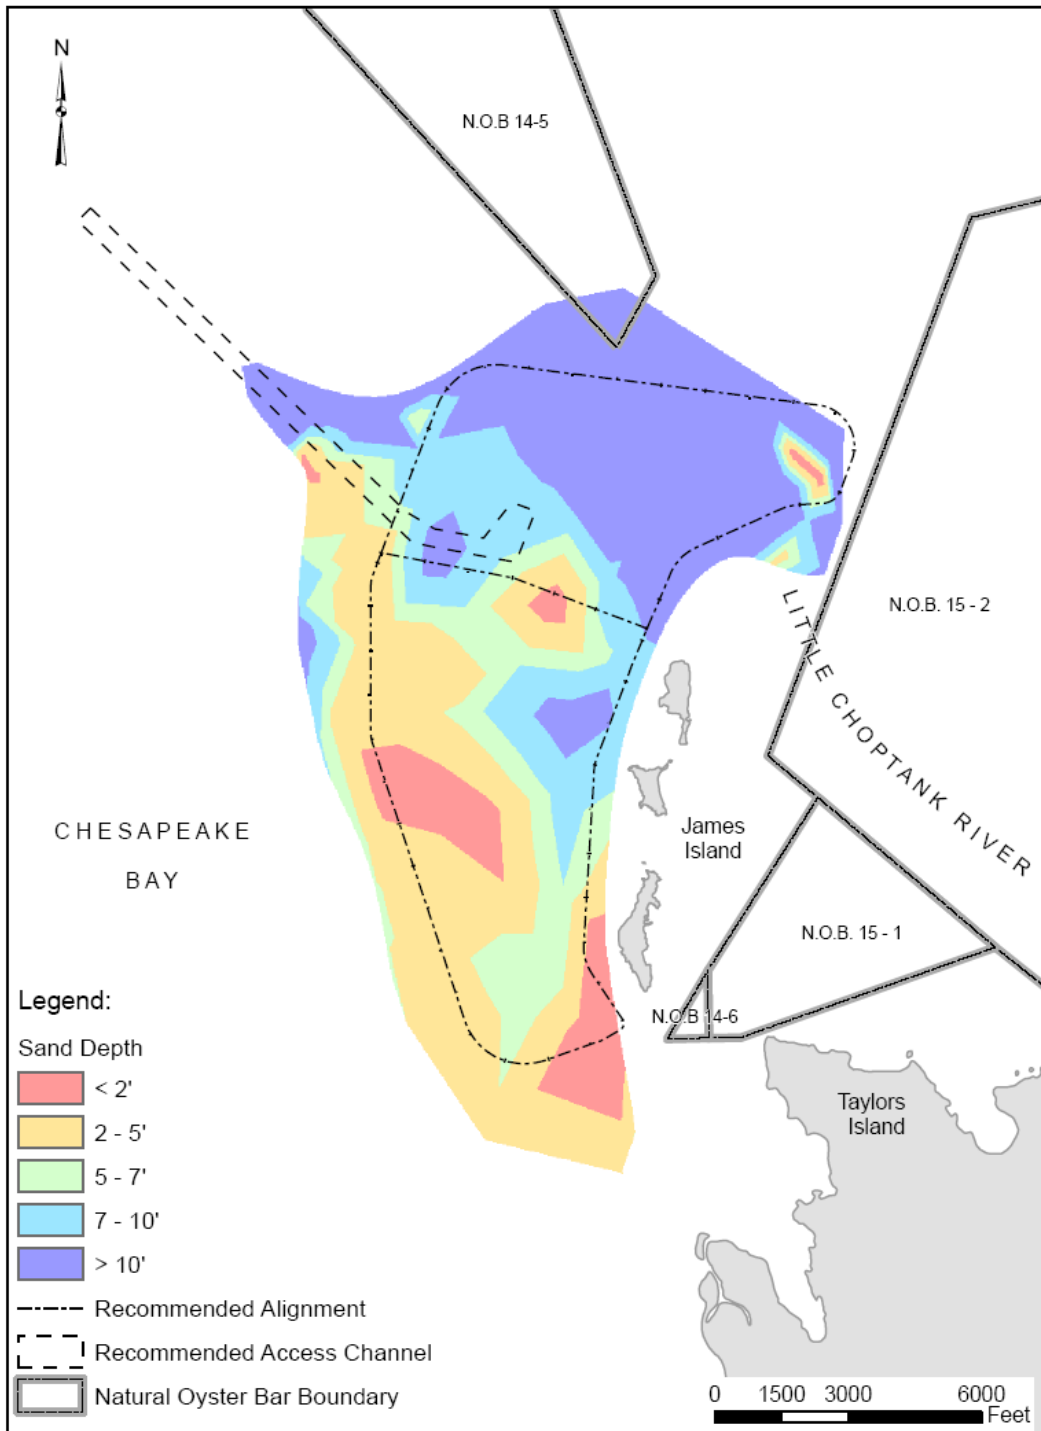 N
N.O.B 14-5
N.O.B. 15 - 2
LITTLE CHOPTANK RIVER
CHESAPEAKE
BAY
James
Island
N.O.B. 15 - 1
N.O.B 14-6
Taylors
Island
Legend:
Sand Depth
< 2'
2 - 5'
5 - 7'
7 - 10'
> 10'
Recommended Alignment
Recommended Access Channel
Natural Oyster Bar Boundary
0 1500 3000 6000
Feet